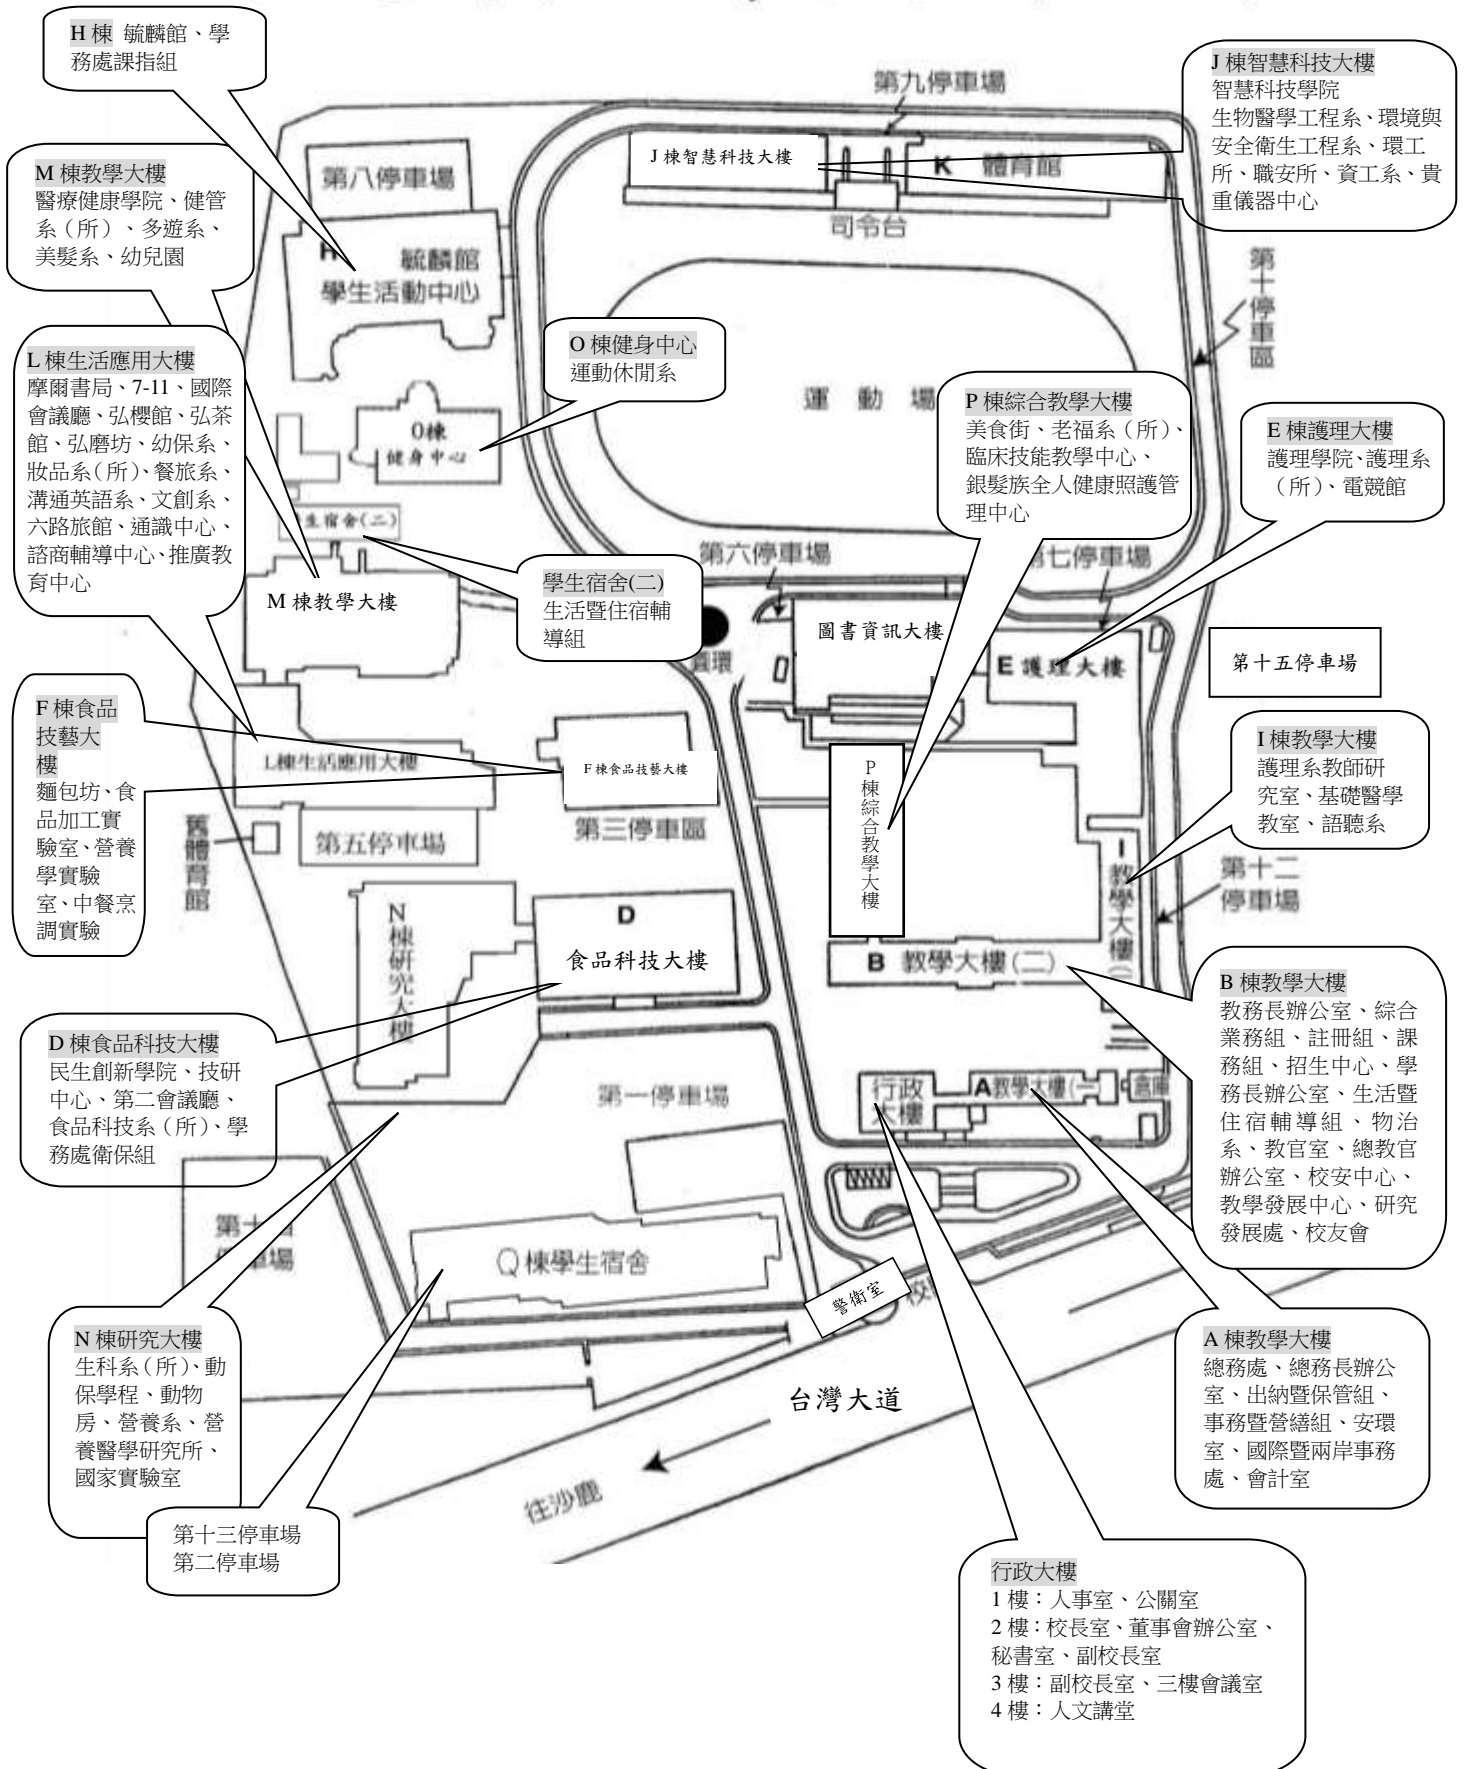 H 棟 毓麟館、學
務處課指組
J 棟智慧科技大樓
智慧科技學院
生物醫學工程系、環境與
安全衛生工程系、環工
所、職安所、資工系、貴
重儀器中心
第九停車場
J 棟智慧科技大樓
K 體育館
司令台
M 棟教學大樓
醫療健康學院、健管
系（所）、多遊系、
美髮系、幼兒園
第八停車場
H 毓麟館
學生活動中心
第十停車區
L 棟生活應用大樓
摩爾書局、7-11、國際
會議廳、弘櫻館、弘茶
館、弘磨坊、幼保系、
妝品系(所)、餐旅系、
溝通英語系、文創系、
六路旅館、通識中心、
諮商輔導中心、推廣教
育中心
O 棟健身中心
運動休閒系
運動場
P 棟綜合教學大樓
美食街、老福系（所）、
臨床技能教學中心、
銀髮族全人健康照護管
理中心
E 棟護理大樓
護理學院、護理系
（所）、電競館
O棟
健身中心
生宿舍(二)
M 棟教學大樓
學生宿舍(二)
生活暨住宿輔
導組
第六停車場
第七停車場
圓環
圖書資訊大樓
E 護理大樓
第十五停車場
F 棟食品
技藝大
樓
麵包坊、食
品加工實
驗室、營養
學實驗
室、中餐烹
調實驗
L棟生活應用大樓
F 棟食品技藝大樓
第三停車區
第五停車場
舊體育館
P棟綜合教學大樓
I 棟教學大樓
護理系教師研
究室、基礎醫學
教室、語聽系
I 教學大樓(
第十二
停車場
N棟研究大樓
D
食品科技大樓
B 教學大樓(二)
B 棟教學大樓
教務長辦公室、綜合
業務組、註冊組、課
務組、招生中心、學
務長辦公室、生活暨
住宿輔導組、物治
系、教官室、總教官
辦公室、校安中心、
教學發展中心、研究
發展處、校友會
D 棟食品科技大樓
民生創新學院、技研
中心、第二會議廳、
食品科技系（所）、學
務處衛保組
第一停車場
行政
大樓
A教學大樓(一
倉庫
第十
車場
Q棟學生宿舍
警衛室
校
N 棟研究大樓
生科系（所）、動
保學程、動物
房、營養系、營
養醫學研究所、
國家實驗室
A 棟教學大樓
總務處、總務長辦公
室、出納暨保管組、
事務暨營繕組、安環
室、國際暨兩岸事務
處、會計室
台灣大道
往沙鹿
第十三停車場
第二停車場
行政大樓
1 樓：人事室、公關室
2 樓：校長室、董事會辦公室、
秘書室、副校長室
3 樓：副校長室、三樓會議室
4 樓：人文講堂